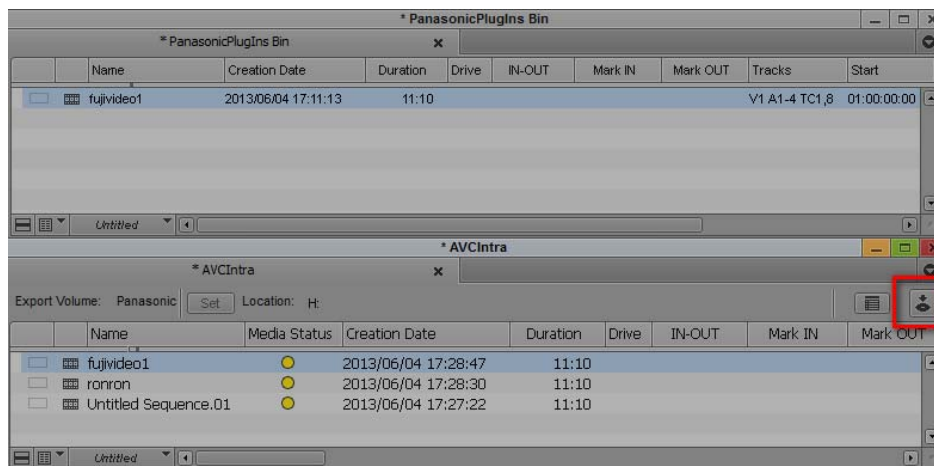 * PanasonicPlugIns Bin
* PanasonicPlugIns Bin
Name Creation Date Duration Drive IN-OUT Mark IN Mark OUT Tracks Start
fujivideo1 2013/06/04 17:11:13 11:10 V1 A1-4 TC1,8 01:00:00:00
Untitled
* AVCIntra
* AVCIntra
Export Volume: Panasonic Set Location: H:
Name Media Status Creation Date Duration Drive IN-OUT Mark IN Mark OUT
fujivideo1 2013/06/04 17:28:47 11:10
ronron 2013/06/04 17:28:30 11:10
Untitled Sequence.01 2013/06/04 17:27:22 11:10
Untitled